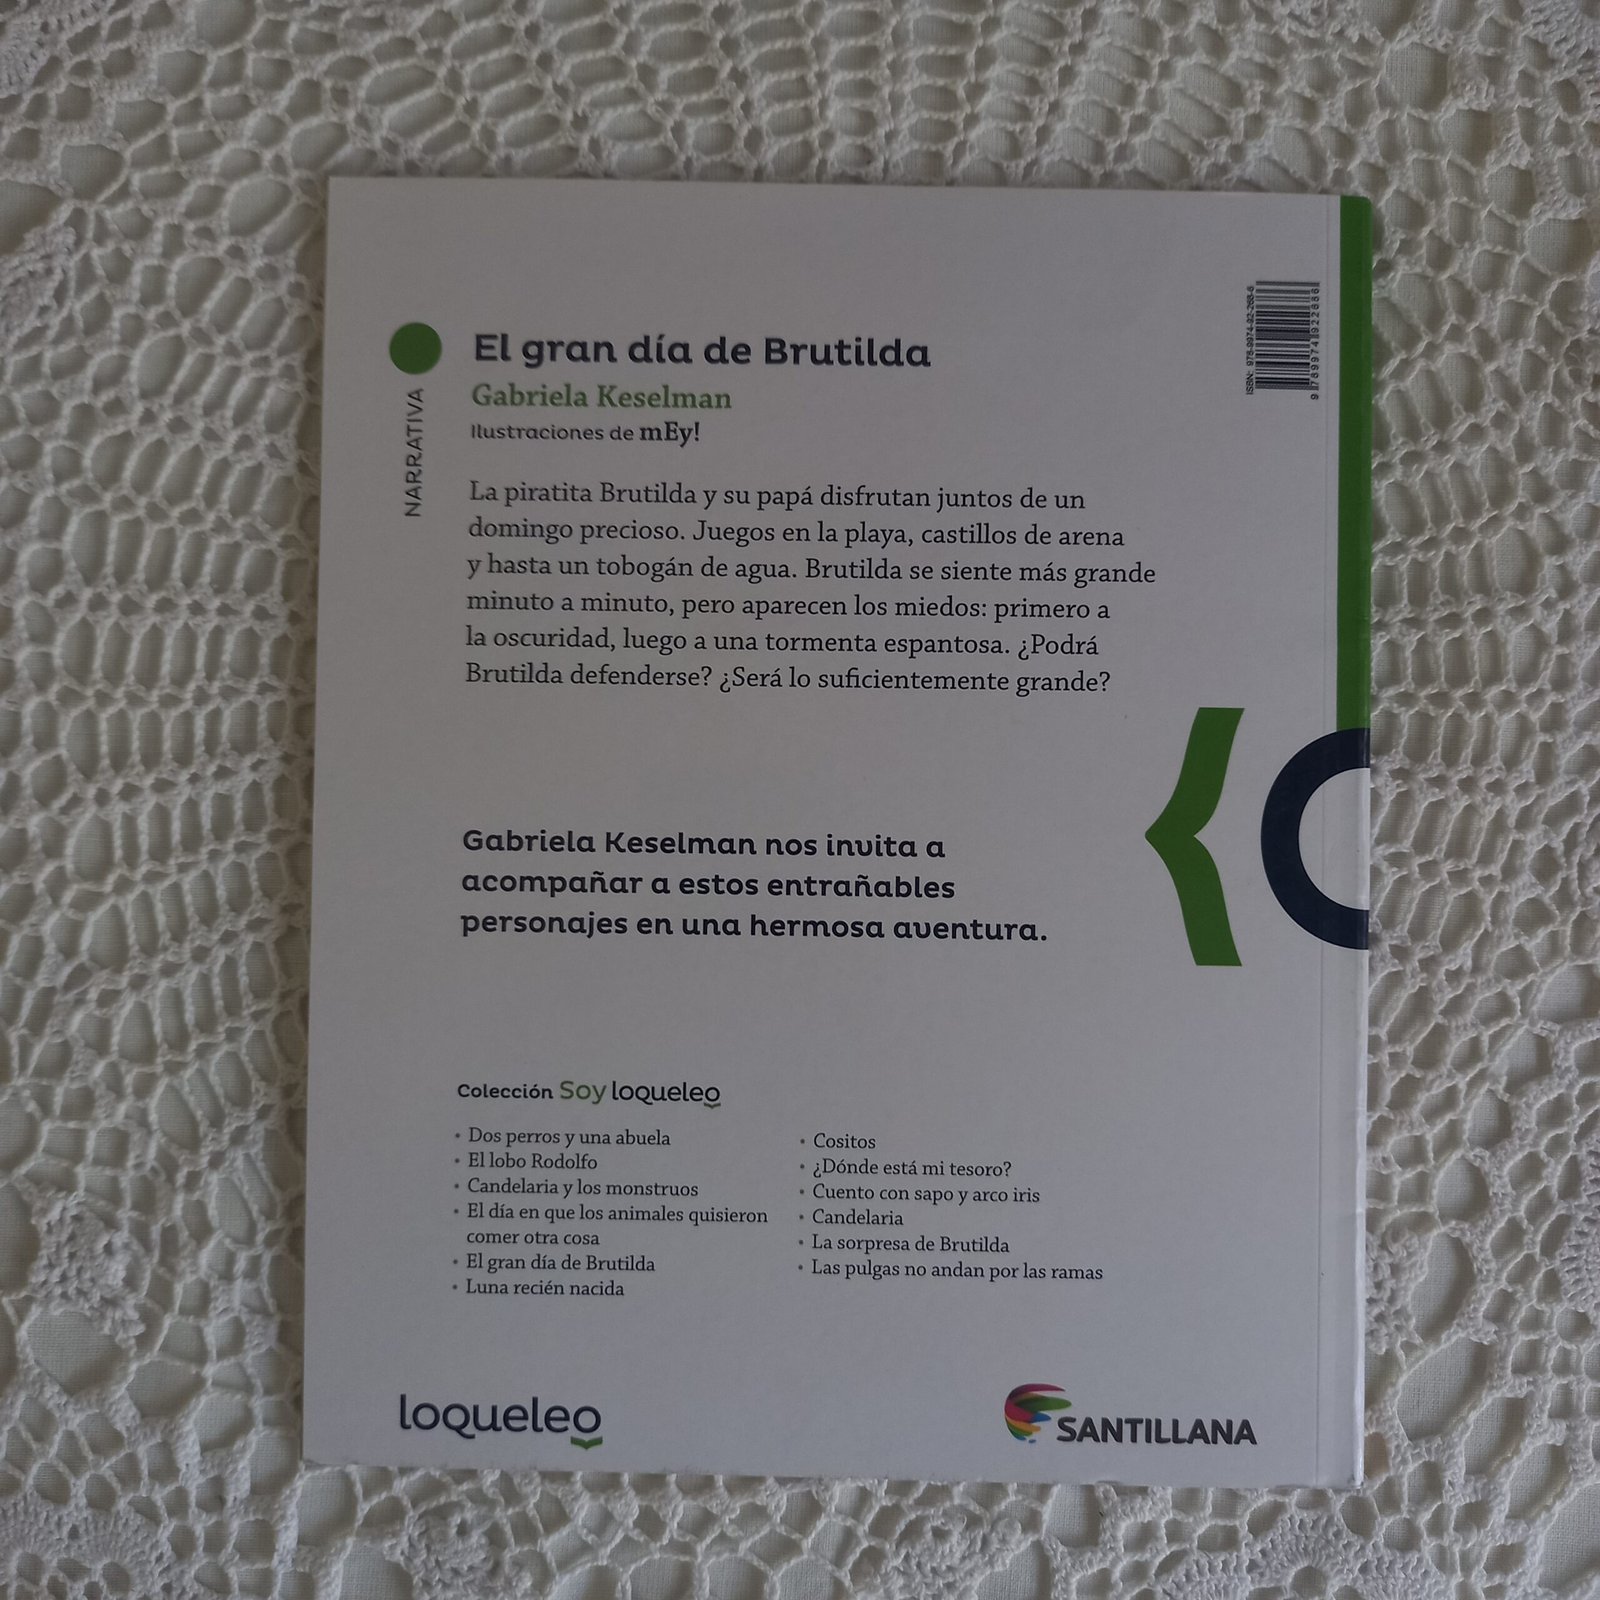 El gran día de Brutilda
Gabriela Keselman
Ilustraciones de mEy!
NARRATIVA
La piratita Brutilda y su papá disfrutan juntos de un
domingo precioso. Juegos en la playa, castillos de arena
y hasta un tobogán de agua. Brutilda se siente más grande
minuto a minuto, pero aparecen los miedos: primero a
la oscuridad, luego a una tormenta espantosa. ¿Podrá
Brutilda defenderse? ¿Será lo suficientemente grande?
Gabriela Keselman nos invita a
acompañar a estos entrañables
personajes en una hermosa aventura.
Colección Soy loqueleo
• Dos perros y una abuela
• El lobo Rodolfo
• Candelaria y los monstruos
• El día en que los animales quisieron
comer otra cosa
• El gran día de Brutilda
• Luna recién nacida
• Cositos
• ¿Dónde está mi tesoro?
• Cuento con sapo y arco iris
• Candelaria
• La sorpresa de Brutilda
• Las pulgas no andan por las ramas
loqueleo
SANTILLANA
ISBN: